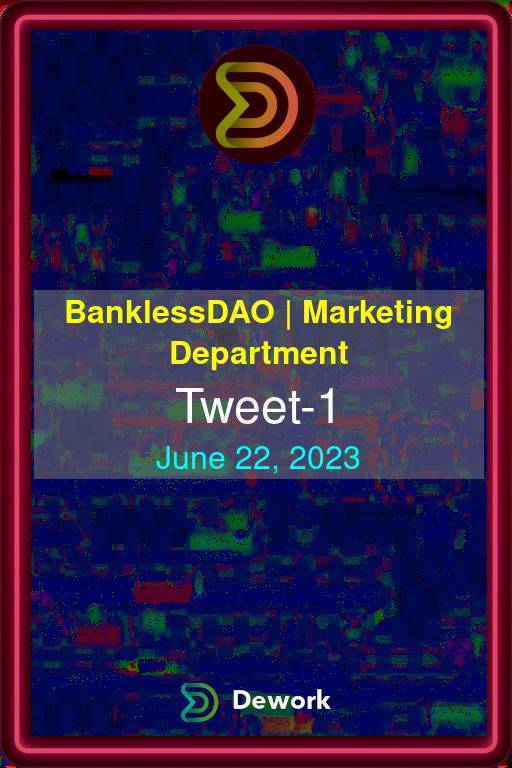 BanklessDAO | Marketing
Department
Tweet-1
June 22, 2023
Dework